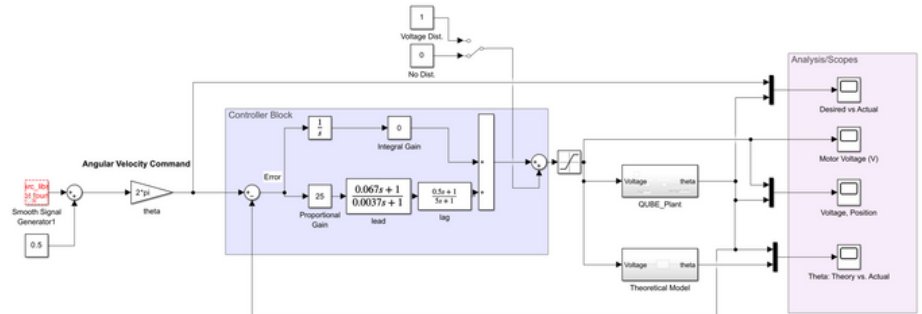 1
Voltage Dist.
0
No Dist.
Analysis/Scopes
Desired vs Actual
Controller Block
1
s
0
Integral Gain
Motor Voltage (V)
Angular Velocity Command
Error
Smooth Signal
Generator1
2*pi
theta
25
Proportional
Gain
0.067s + 1
0.0037s + 1
lead
0.5s + 1
5s + 1
lag
Voltage
theta
QUBE_Plant
Voltage, Position
0.5
Voltage
theta
Theoretical Model
Theta: Theory vs. Actual